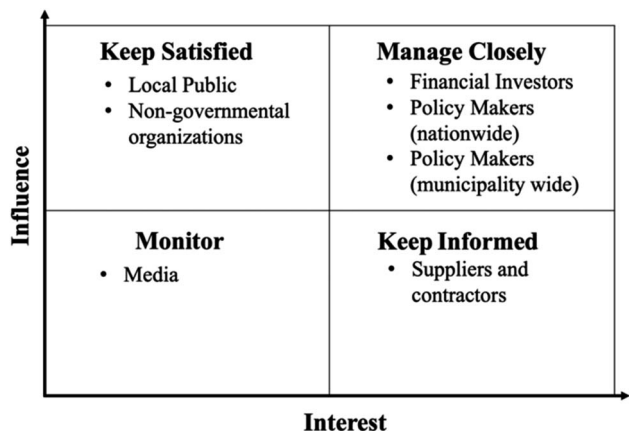 Influence
Keep Satisfied
• Local Public
• Non-governmental
organizations
Manage Closely
• Financial Investors
• Policy Makers
(nationwide)
• Policy Makers
(municipality wide)
Monitor
• Media
Keep Informed
• Suppliers and
contractors
Interest